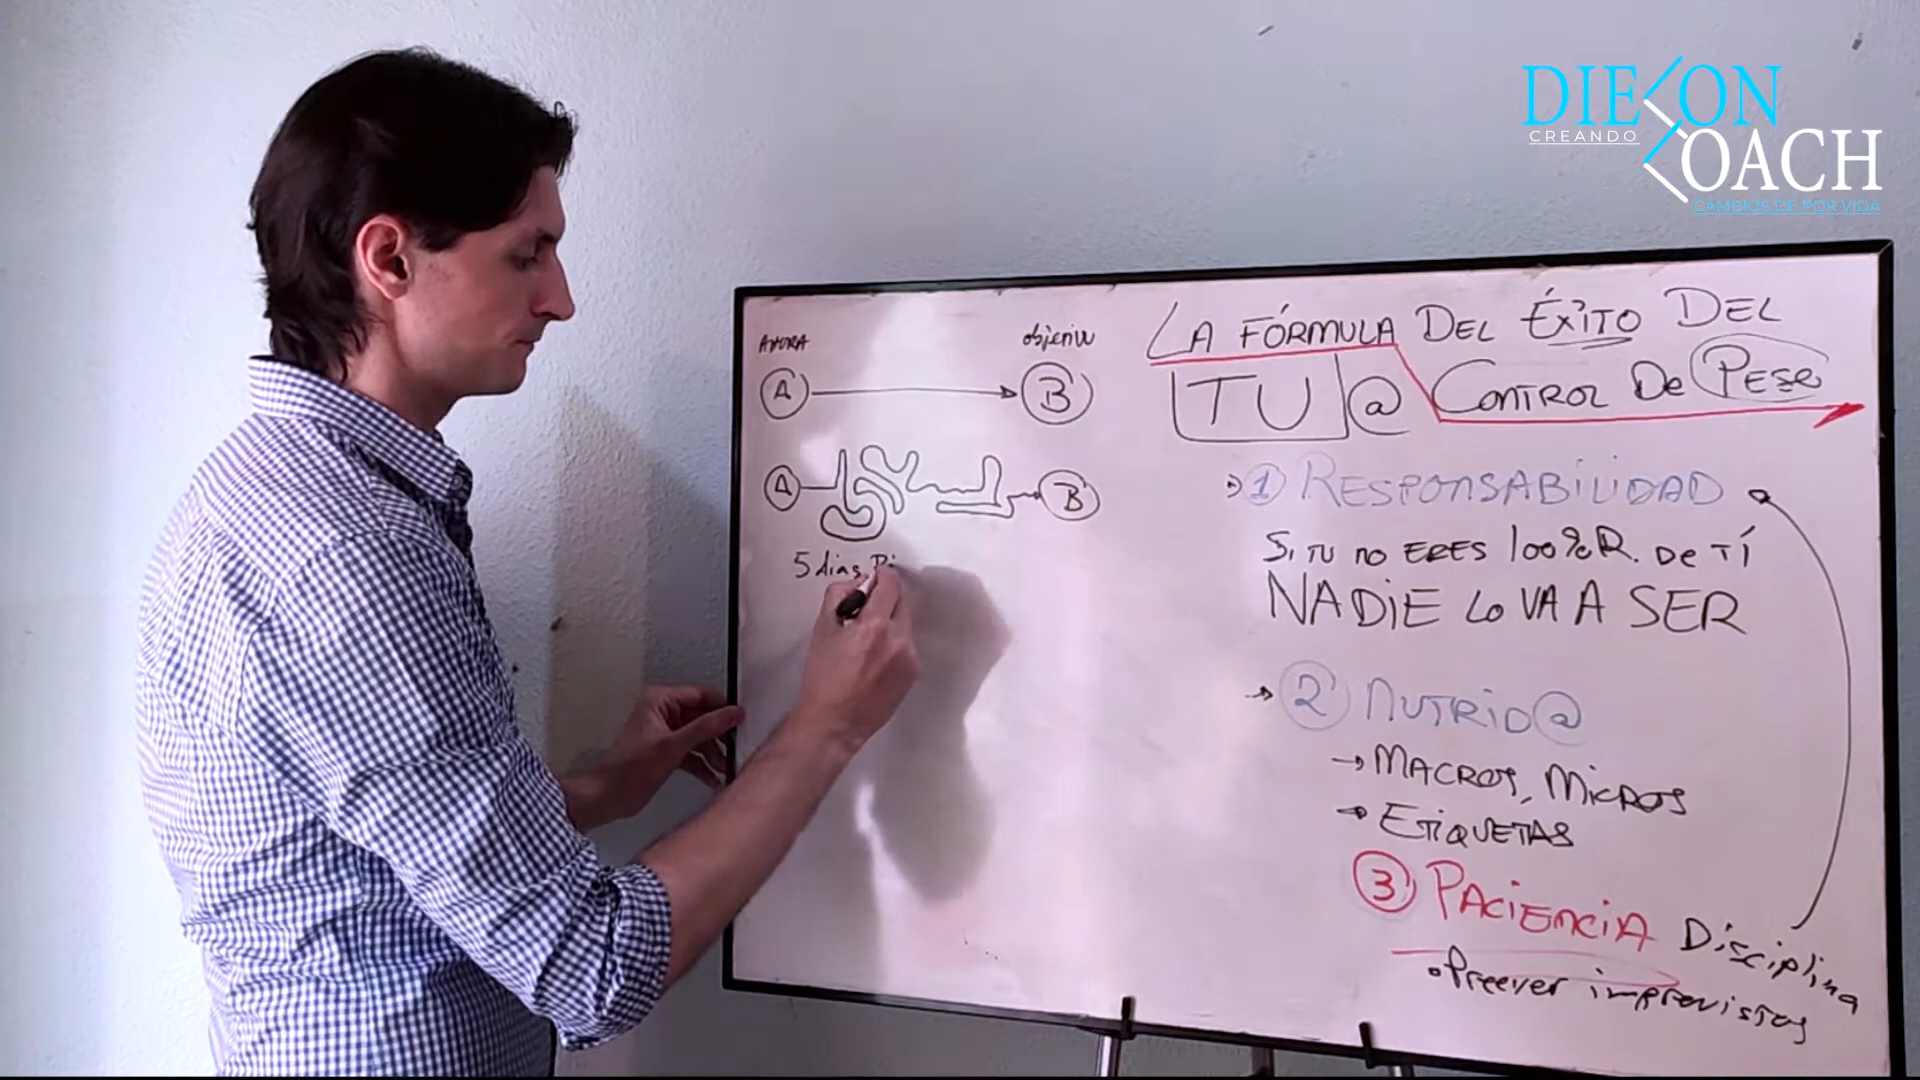 DIE ON
CREANDO
COACH
CAMBIOS DE POR VIDA
AHORA
A
B
A
B
5 dias
LA FÓRMULA DEL ÉXITO DEL
TU @ CONTROL DE PESO
1 RESPONSABILIDAD
Si TU NO ERES 100% R. DE TÍ
NADIE LO VA A SER
2 NUTRID@
→ MACROS, MICROS
→ ETIQUETAS
3 PACIENCIA Disciplina
• Preever imprevistos